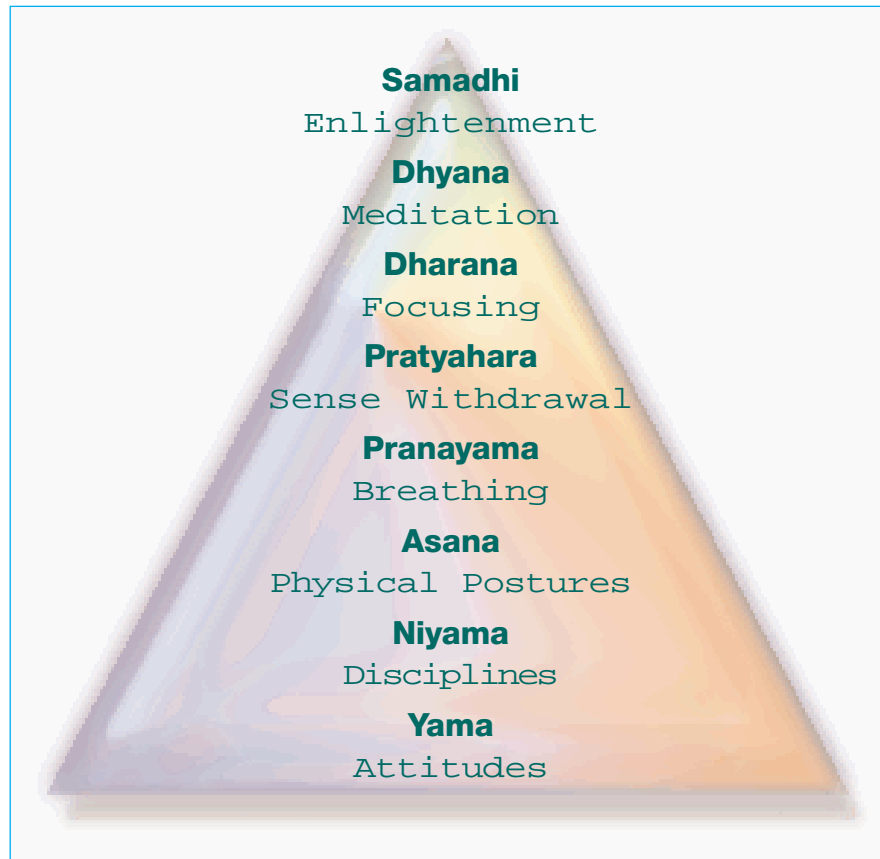 Samadhi
Enlightenment
Dhyana
Meditation
Dharana
Focusing
Pratyahara
Sense Withdrawal
Pranayama
Breathing
Asana
Physical Postures
Niyama
Disciplines
Yama
Attitudes